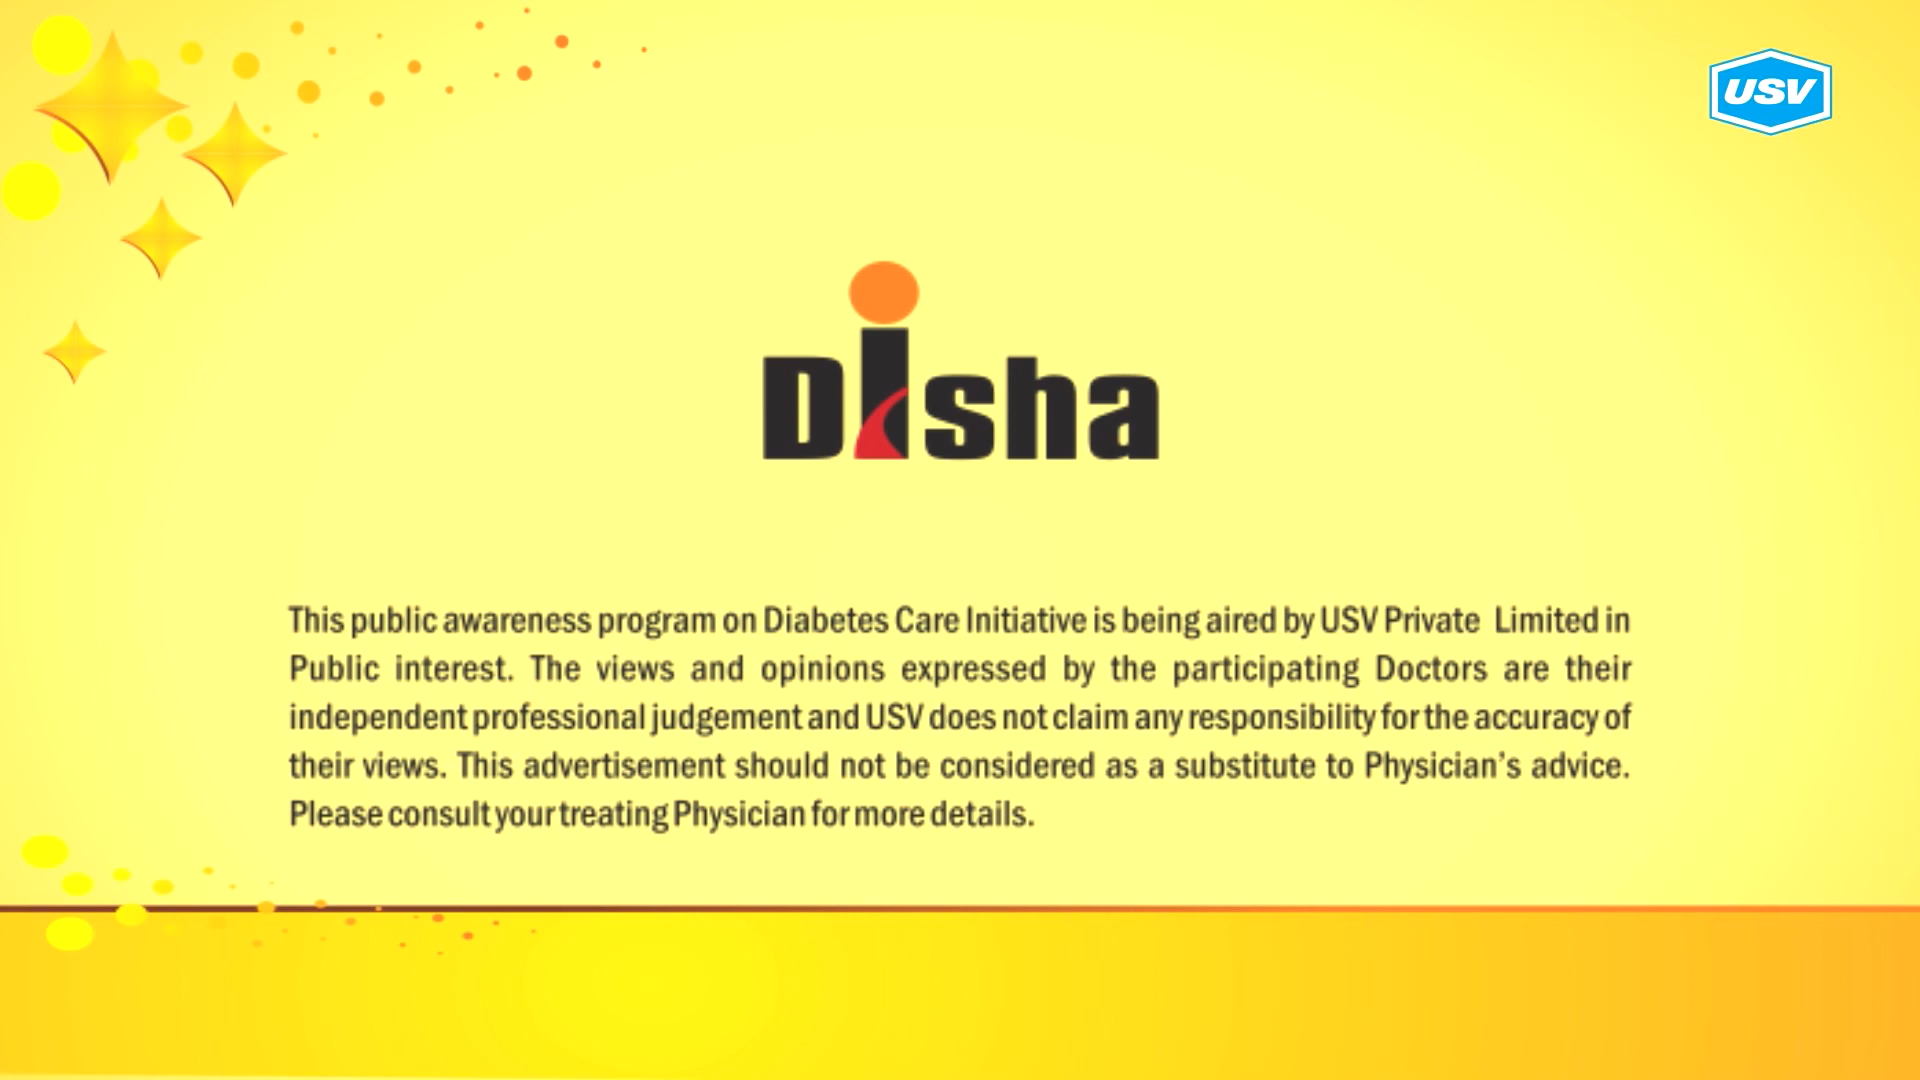 USV
Disha
This public awareness program on Diabetes Care Initiative is being aired by USV Private Limited in
Public interest. The views and opinions expressed by the participating Doctors are their
independent professional judgement and USV does not claim any responsibility for the accuracy of
their views. This advertisement should not be considered as a substitute to Physician’s advice.
Please consult your treating Physician for more details.